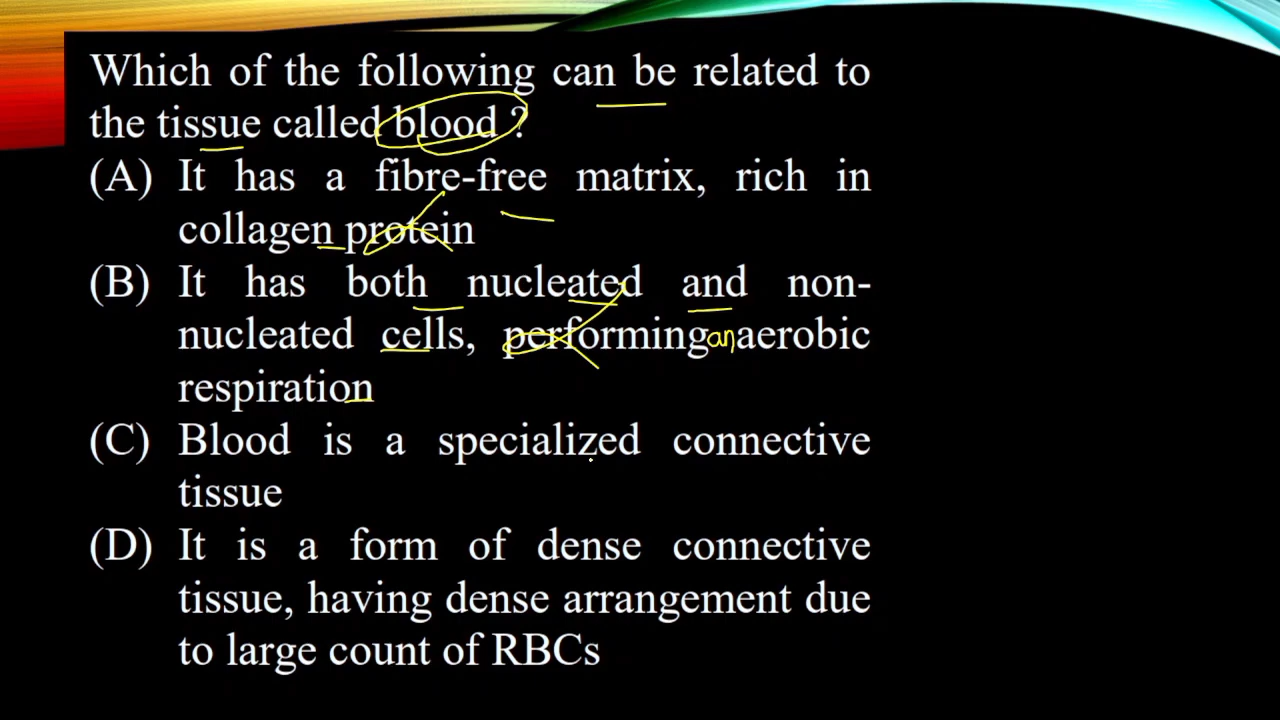 Which of the following can be related to
the tissue called blood ?
(A) It has a fibre-free matrix, rich in
collagen protein
(B) It has both nucleated and non-
nucleated cells, performing an aerobic
respiration
(C) Blood is a specialized connective
tissue
(D) It is a form of dense connective
tissue, having dense arrangement due
to large count of RBCs